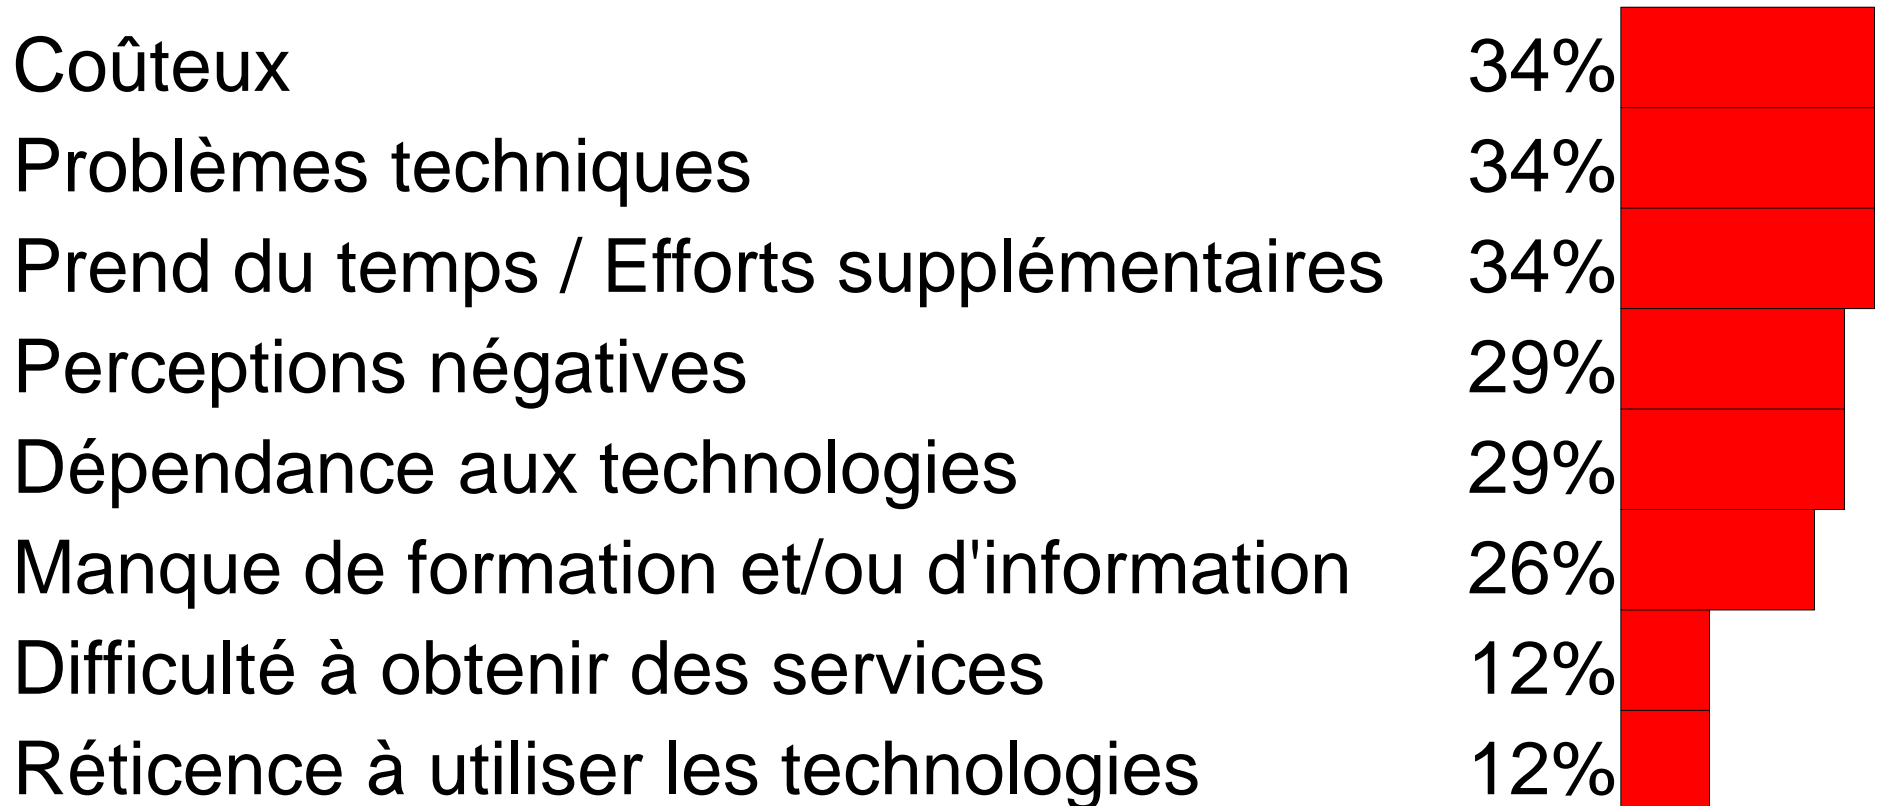 Coûteux 34%
Problèmes techniques 34%
Prend du temps / Efforts supplémentaires 34%
Perceptions négatives 29%
Dépendance aux technologies 29%
Manque de formation et/ou d'information 26%
Difficulté à obtenir des services 12%
Réticence à utiliser les technologies 12%